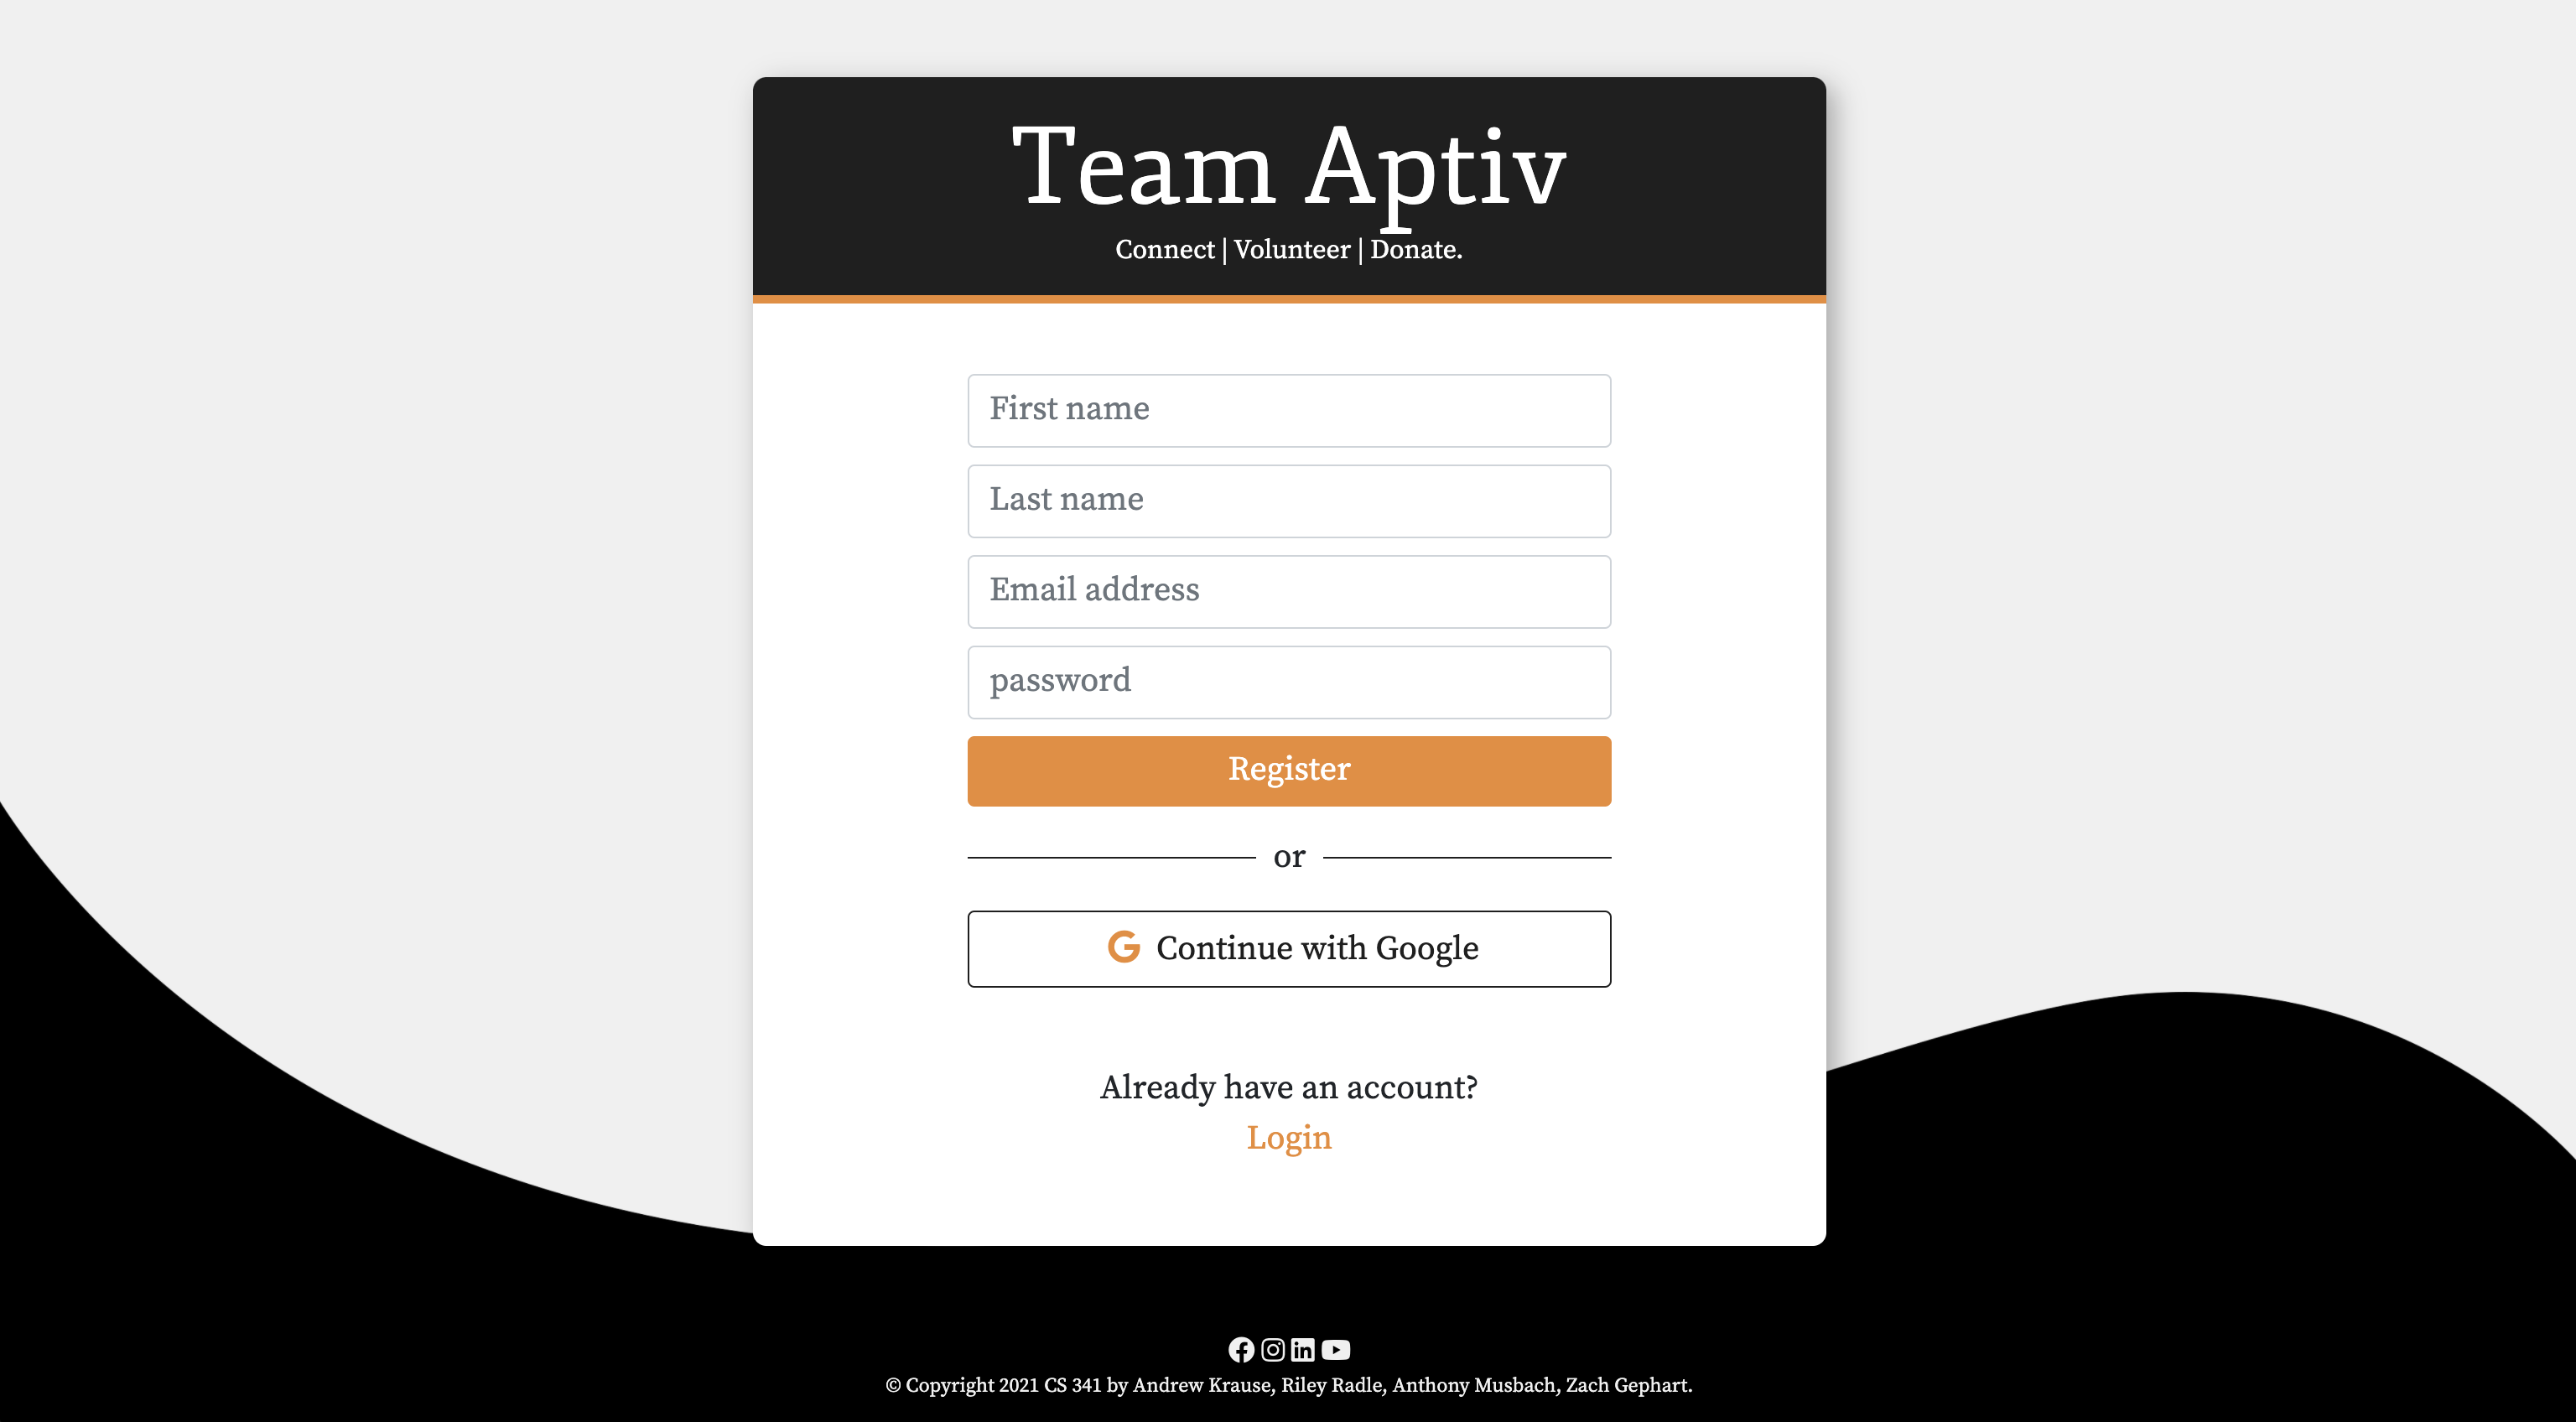 Team Aptiv
Connect | Volunteer | Donate.
First name
Last name
Email address
password
Register
or
Continue with Google
Already have an account?
Login
© Copyright 2021 CS 341 by Andrew Krause, Riley Radle, Anthony Musbach, Zach Gephart.